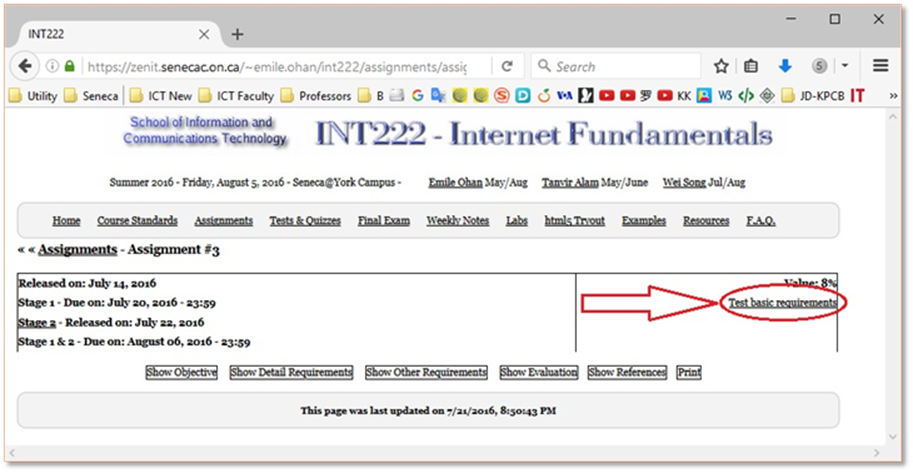 INT222
https://zenit.senecac.on.ca/~emile.ohan/int222/assignments/assig
Search
S
Utility Seneca ICT New ICT Faculty Professors B KK W3 JD-KPCB IT »
School of Information and
Communications Technology
INT222 - Internet Fundamentals
Summer 2016 - Friday, August 5, 2016 - Seneca@York Campus - Emile Ohan May/Aug Tanvir Alam May/June Wei Song Jul/Aug
Home Course Standards Assignments Tests & Quizzes Final Exam Weekly Notes Labs html5 Tryout Examples Resources F.A.Q.
« « Assignments - Assignment #3
Released on: July 14, 2016
Value: 8%
Stage 1 - Due on: July 20, 2016 - 23:59
Test basic requirements
Stage 2 - Released on: July 22, 2016
Stage 1 & 2 - Due on: August 06, 2016 - 23:59
Show Objective Show Detail Requirements Show Other Requirements Show Evaluation Show References Print
This page was last updated on 7/21/2016, 8:50:43 PM